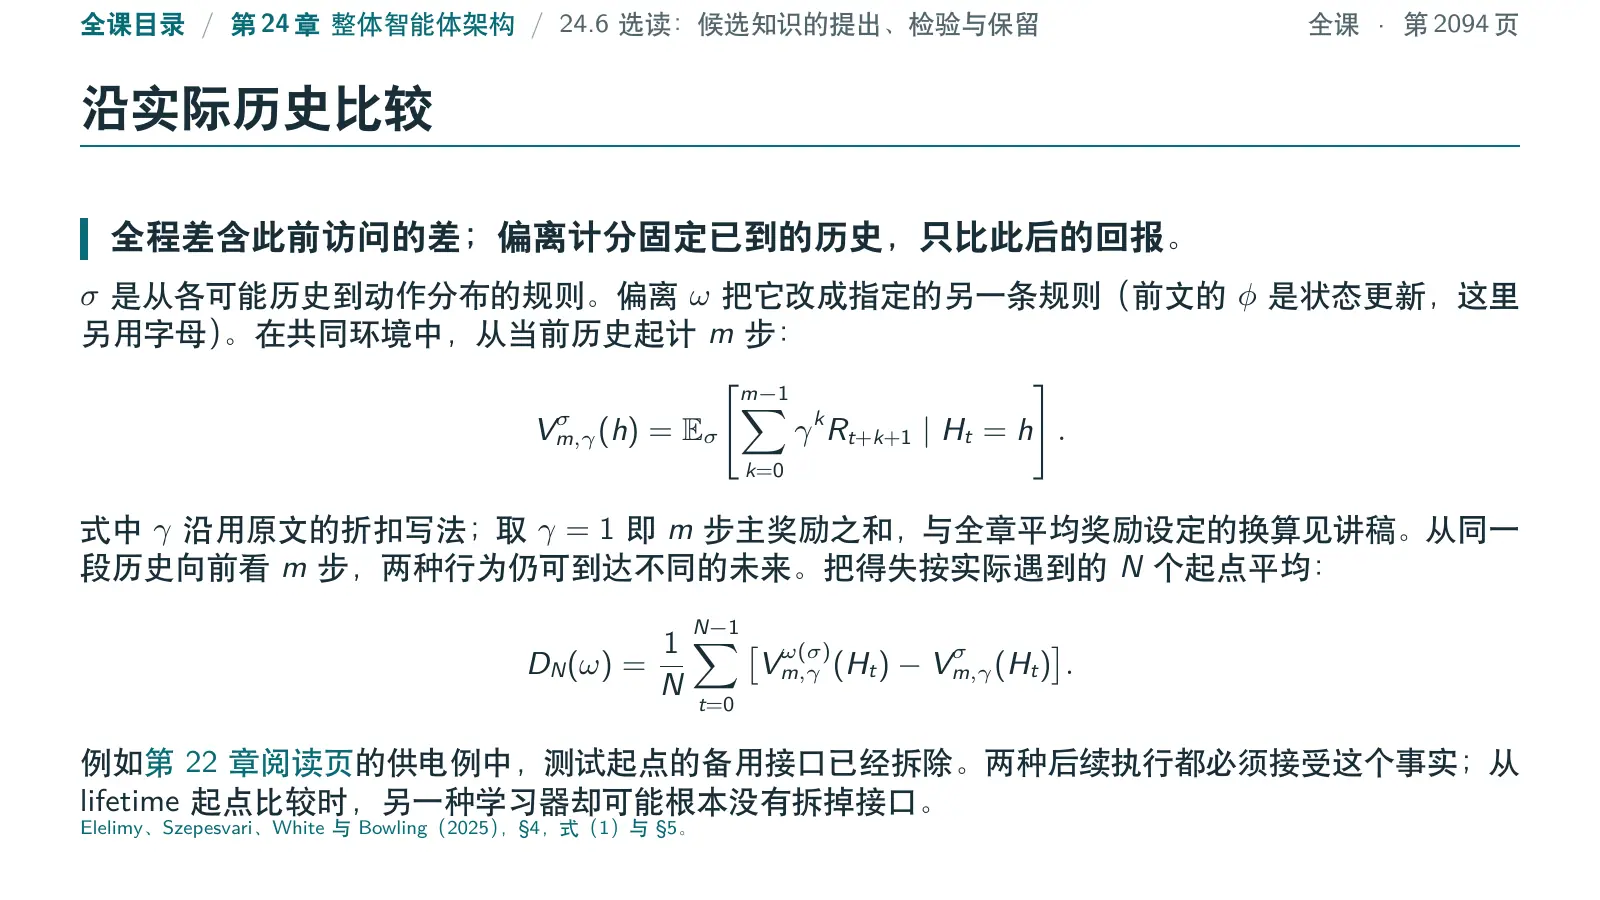 全课目录 / 第 24 章 整体智能体架构 / 24.6 选读：候选知识的提出、检验与保留
全课 · 第 2094 页
沿实际历史比较
全程差含此前访问的差；偏离计分固定已到的历史，只比此后的回报。
σ 是从各可能历史到动作分布的规则。偏离 ω 把它改成指定的另一条规则（前文的 ϕ 是状态更新，这里
另用字母）。在共同环境中，从当前历史起计 m 步：
V^σ_{m,γ}(h) = 𝔼_σ [ ∑_{k=0}^{m−1} γ^k R_{t+k+1} | H_t = h ] .
式中 γ 沿用原文的折扣写法；取 γ = 1 即 m 步主奖励之和，与全章平均奖励设定的换算见讲稿。从同一
段历史向前看 m 步，两种行为仍可到达不同的未来。把得失按实际遇到的 N 个起点平均：
D_N(ω) = \frac{1}{N} ∑_{t=0}^{N−1} [ V^{ω(σ)}_{m,γ}(H_t) − V^σ_{m,γ}(H_t) ] .
例如第 22 章阅读页的供电例中，测试起点的备用接口已经拆除。两种后续执行都必须接受这个事实；从
lifetime 起点比较时，另一种学习器却可能根本没有拆掉接口。
Elelimy、Szepesvari、White 与 Bowling（2025），§4，式（1）与 §5。